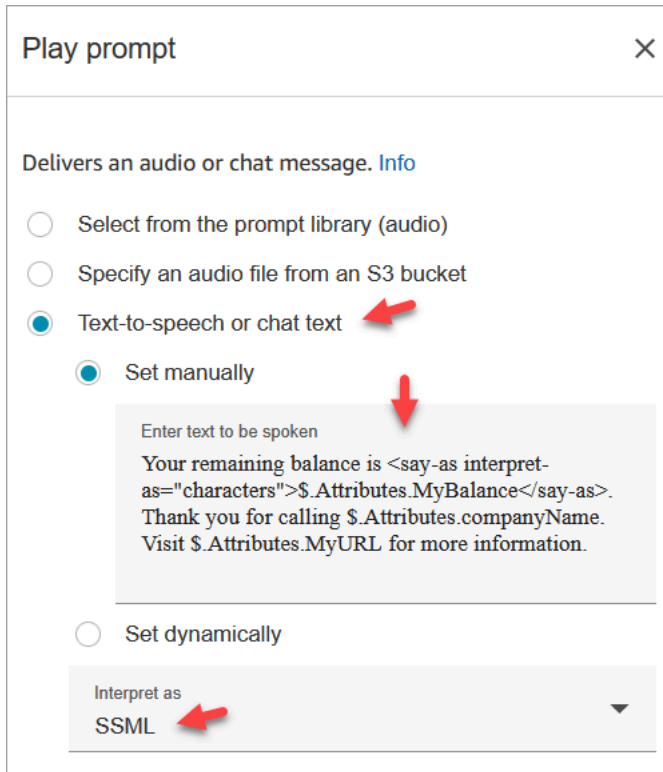 Play prompt
Delivers an audio or chat message. Info
Select from the prompt library (audio)
Specify an audio file from an S3 bucket
Text-to-speech or chat text
Set manually
Enter text to be spoken
Your remaining balance is <say-as interpret-
as="characters">$.Attributes.MyBalance</say-as>.
Thank you for calling $.Attributes.companyName.
Visit $.Attributes.MyURL for more information.
Set dynamically
Interpret as
SSML